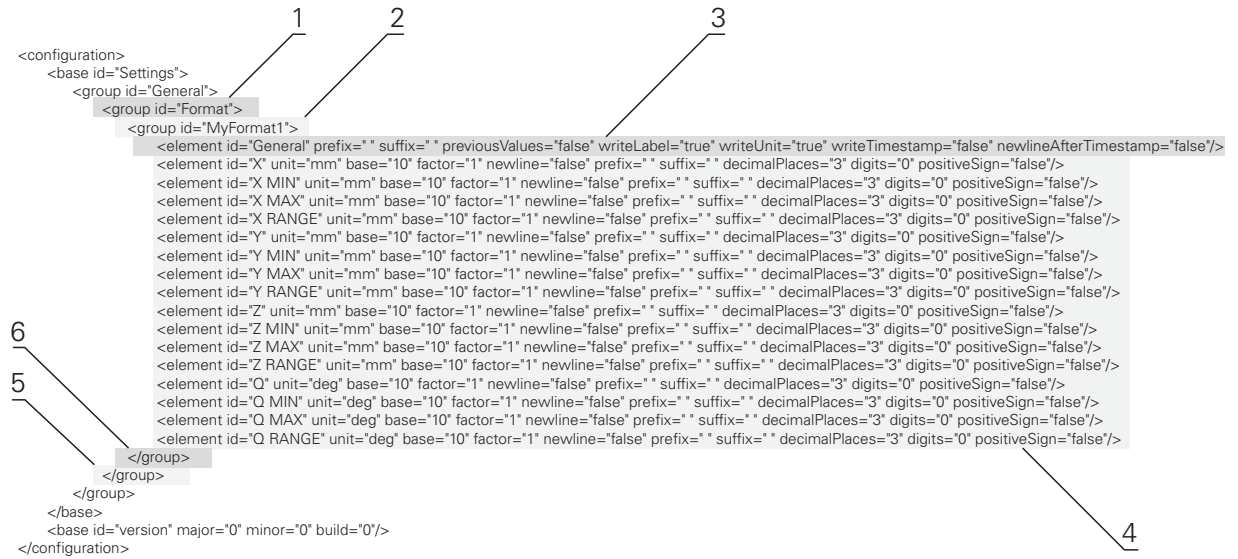 1 2 3
<configuration>
<base id="Settings">
<group id="General">
<group id="Format">
<group id="MyFormat1">
<element id="General" prefix=" " suffix=" " previousValues="false" writeLabel="true" writeUnit="true" writeTimestamp="false" newlineAfterTimestamp="false"/>
<element id="X" unit="mm" base="10" factor="1" newline="false" prefix=" " suffix=" " decimalPlaces="3" digits="0" positiveSign="false"/>
<element id="X MIN" unit="mm" base="10" factor="1" newline="false" prefix=" " suffix=" " decimalPlaces="3" digits="0" positiveSign="false"/>
<element id="X MAX" unit="mm" base="10" factor="1" newline="false" prefix=" " suffix=" " decimalPlaces="3" digits="0" positiveSign="false"/>
<element id="X RANGE" unit="mm" base="10" factor="1" newline="false" prefix=" " suffix=" " decimalPlaces="3" digits="0" positiveSign="false"/>
<element id="Y" unit="mm" base="10" factor="1" newline="false" prefix=" " suffix=" " decimalPlaces="3" digits="0" positiveSign="false"/>
<element id="Y MIN" unit="mm" base="10" factor="1" newline="false" prefix=" " suffix=" " decimalPlaces="3" digits="0" positiveSign="false"/>
<element id="Y MAX" unit="mm" base="10" factor="1" newline="false" prefix=" " suffix=" " decimalPlaces="3" digits="0" positiveSign="false"/>
<element id="Y RANGE" unit="mm" base="10" factor="1" newline="false" prefix=" " suffix=" " decimalPlaces="3" digits="0" positiveSign="false"/>
<element id="Z" unit="mm" base="10" factor="1" newline="false" prefix=" " suffix=" " decimalPlaces="3" digits="0" positiveSign="false"/>
<element id="Z MIN" unit="mm" base="10" factor="1" newline="false" prefix=" " suffix=" " decimalPlaces="3" digits="0" positiveSign="false"/>
<element id="Z MAX" unit="mm" base="10" factor="1" newline="false" prefix=" " suffix=" " decimalPlaces="3" digits="0" positiveSign="false"/>
<element id="Z RANGE" unit="mm" base="10" factor="1" newline="false" prefix=" " suffix=" " decimalPlaces="3" digits="0" positiveSign="false"/>
<element id="Q" unit="deg" base="10" factor="1" newline="false" prefix=" " suffix=" " decimalPlaces="3" digits="0" positiveSign="false"/>
<element id="Q MIN" unit="deg" base="10" factor="1" newline="false" prefix=" " suffix=" " decimalPlaces="3" digits="0" positiveSign="false"/>
<element id="Q MAX" unit="deg" base="10" factor="1" newline="false" prefix=" " suffix=" " decimalPlaces="3" digits="0" positiveSign="false"/>
<element id="Q RANGE" unit="deg" base="10" factor="1" newline="false" prefix=" " suffix=" " decimalPlaces="3" digits="0" positiveSign="false"/>
6
5
</group>
</group>
</group>
</base>
<base id="version" major="0" minor="0" build="0"/>
</configuration>
4